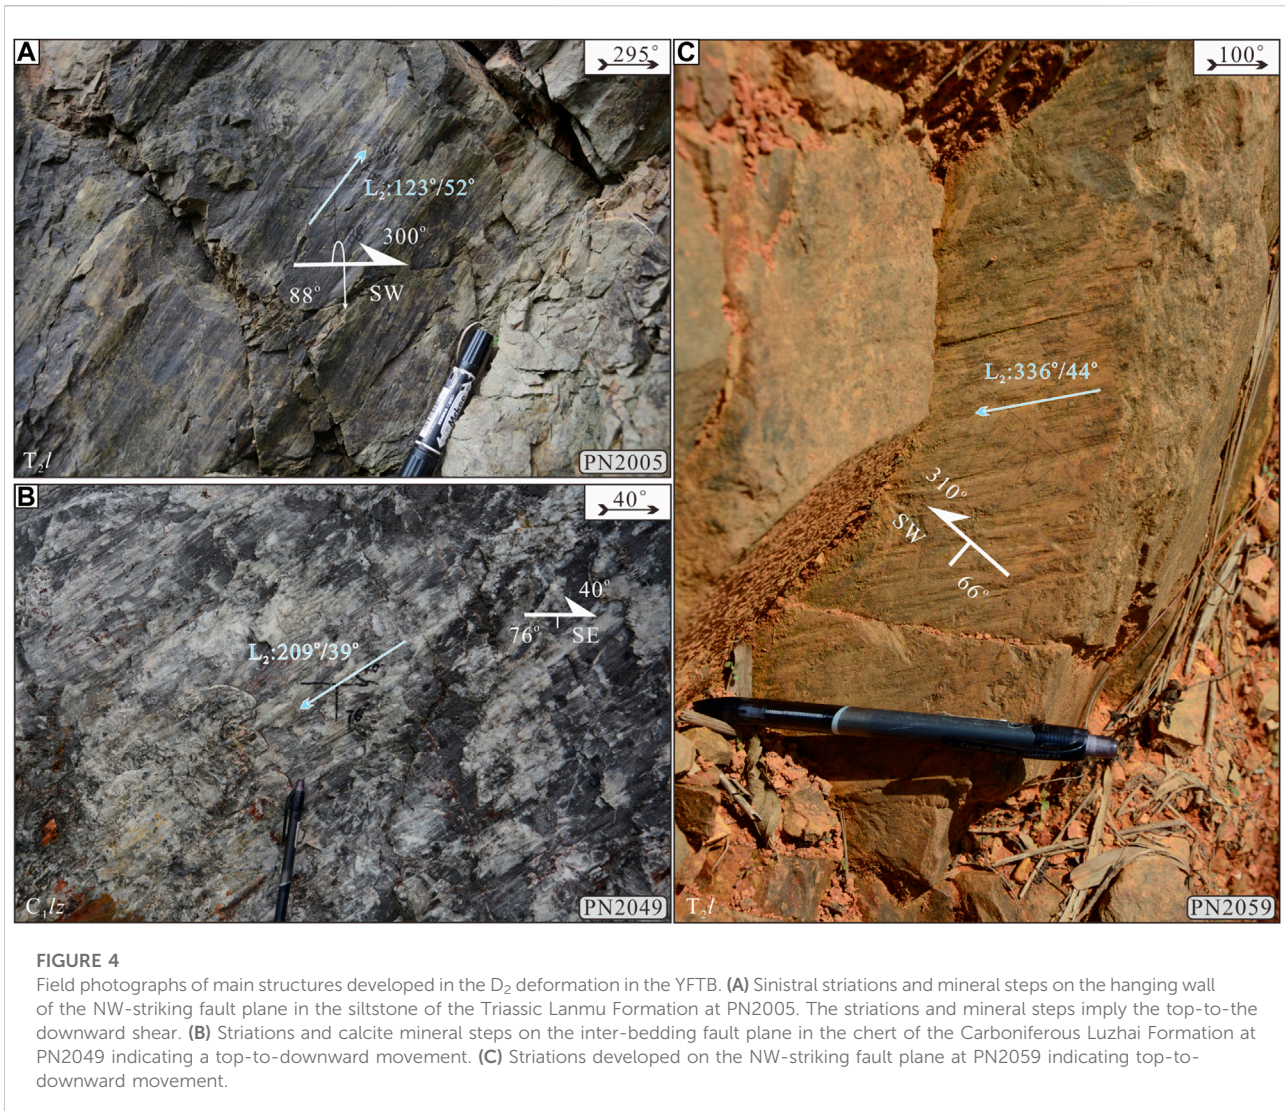 A
295°
L₂:123°/52°
300°
88°
SW
T₂l
PN2005
B
40°
40°
76°
SE
L₂:209°/39°
76
C₁lz
PN2049
C
100°
L₂:336°/44°
310°
SW
66°
T₂l
PN2059
FIGURE 4
Field photographs of main structures developed in the D₂ deformation in the YFTB. (A) Sinistral striations and mineral steps on the hanging wall
of the NW-striking fault plane in the siltstone of the Triassic Lanmu Formation at PN2005. The striations and mineral steps imply the top-to-the
downward shear. (B) Striations and calcite mineral steps on the inter-bedding fault plane in the chert of the Carboniferous Luzhai Formation at
PN2049 indicating a top-to-downward movement. (C) Striations developed on the NW-striking fault plane at PN2059 indicating top-to-
downward movement.